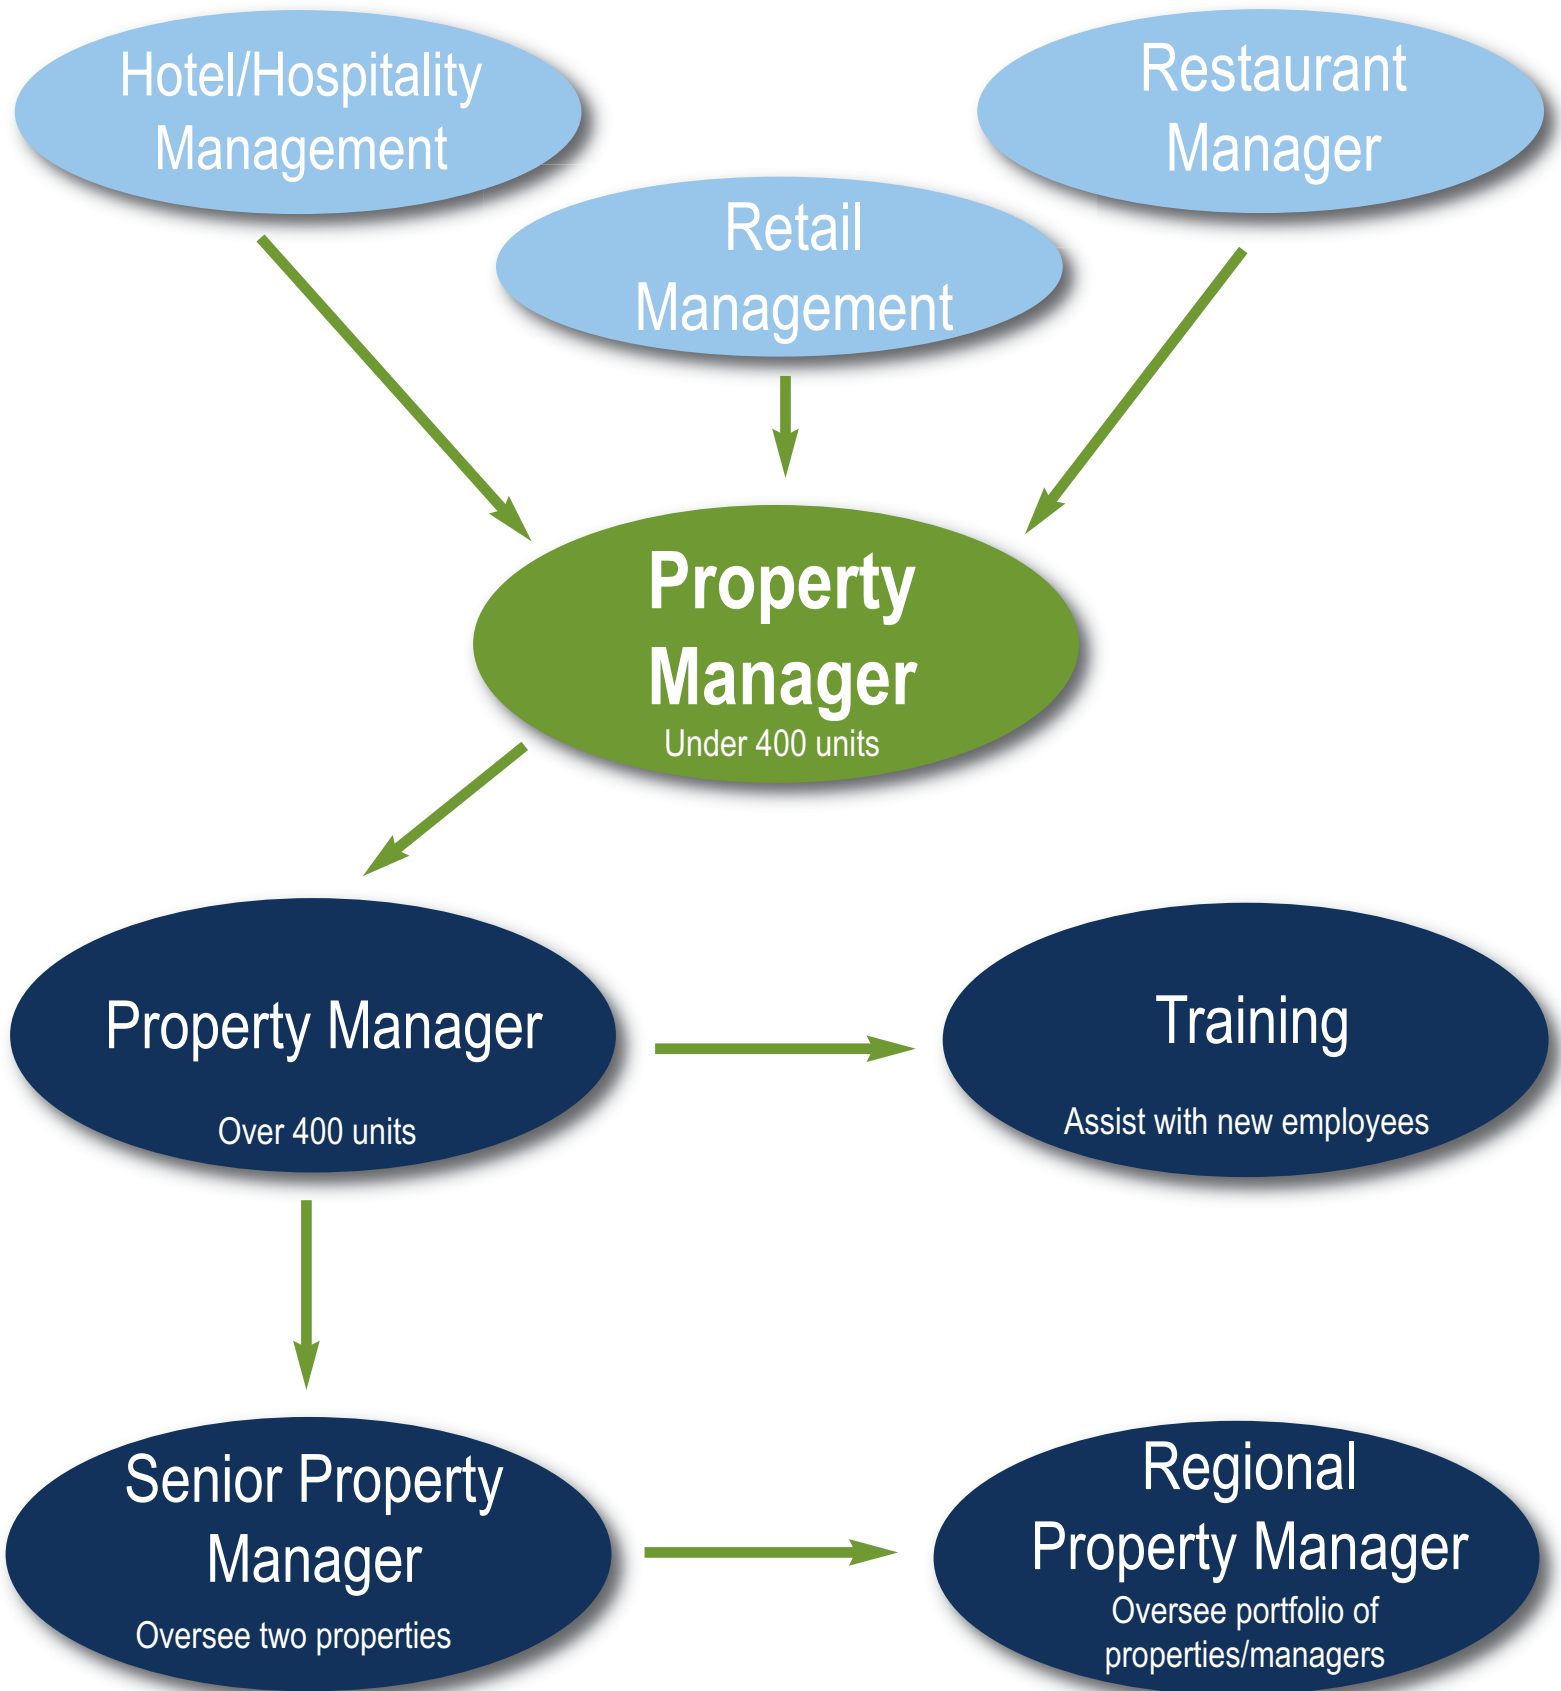 Hotel/Hospitality
Management
Restaurant
Manager
Retail
Management
Property
Manager
Under 400 units
Property Manager
Over 400 units
Training
Assist with new employees
Senior Property
Manager
Oversee two properties
Regional
Property Manager
Oversee portfolio of
properties/managers